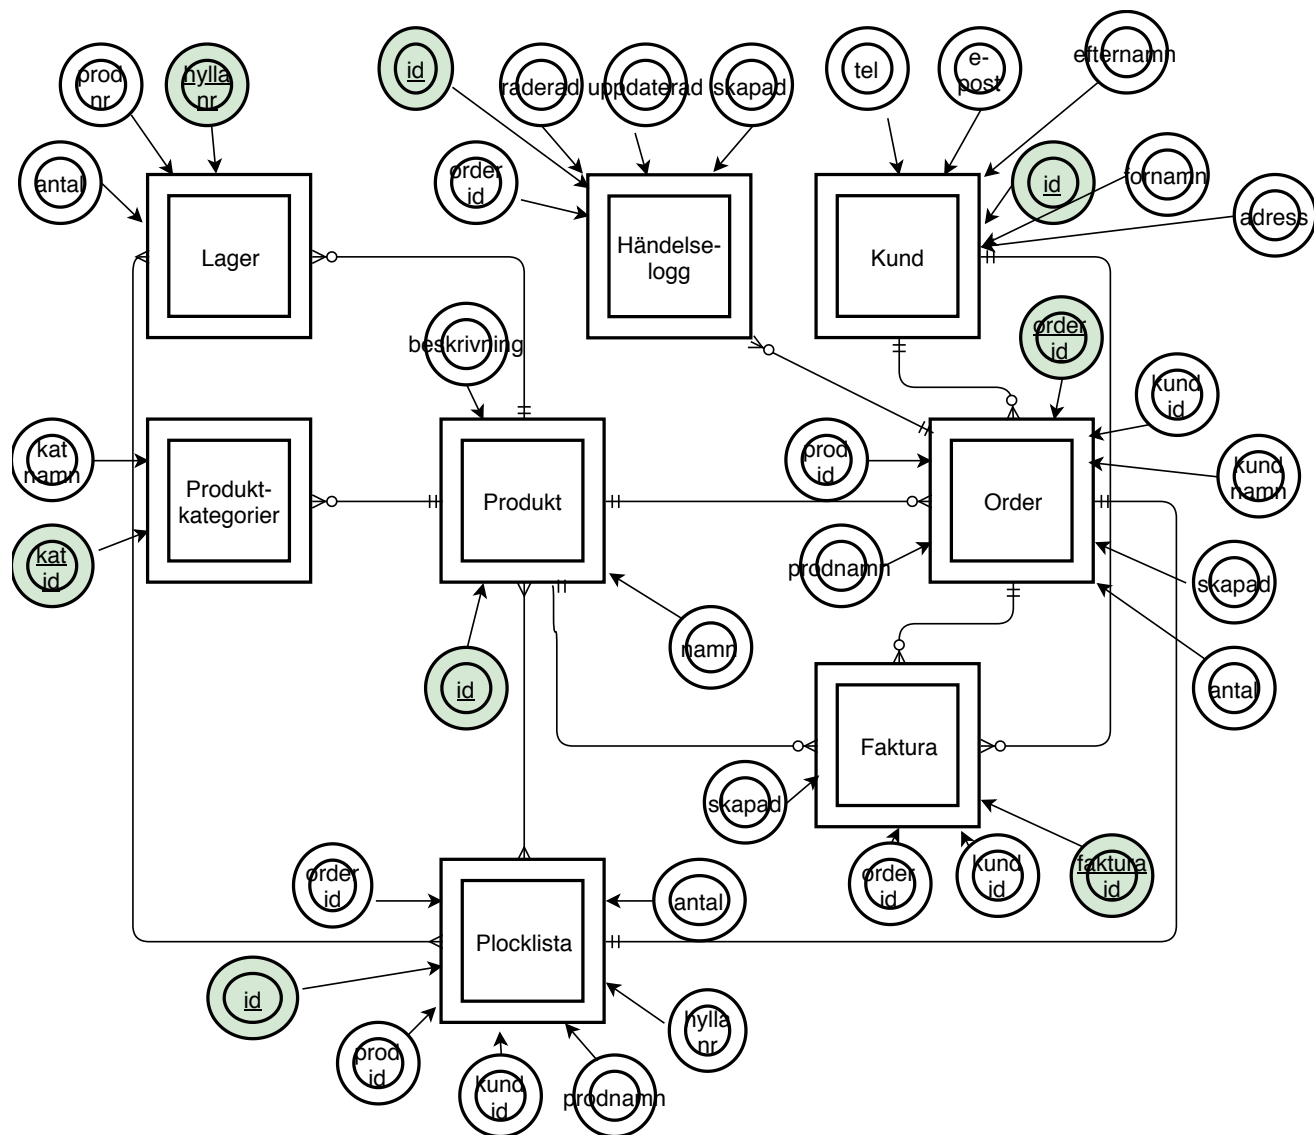 prod
nr
hylla
nr
id
raderad
uppdaterad
skapad
tel
e-
post
efternamn
antal
order
id
id
fornamn
adress
Lager
Händelse-
logg
Kund
beskrivning
order
id
kund
id
kat
namn
Produkt-
kategorier
Produkt
prod
id
Order
kund
namn
kat
id
prodnamn
skapad
namn
id
antal
Faktura
skapad
order
id
kund
id
faktura
id
order
id
antal
Plocklista
id
prod
id
kund
id
prodnamn
hylla
nr